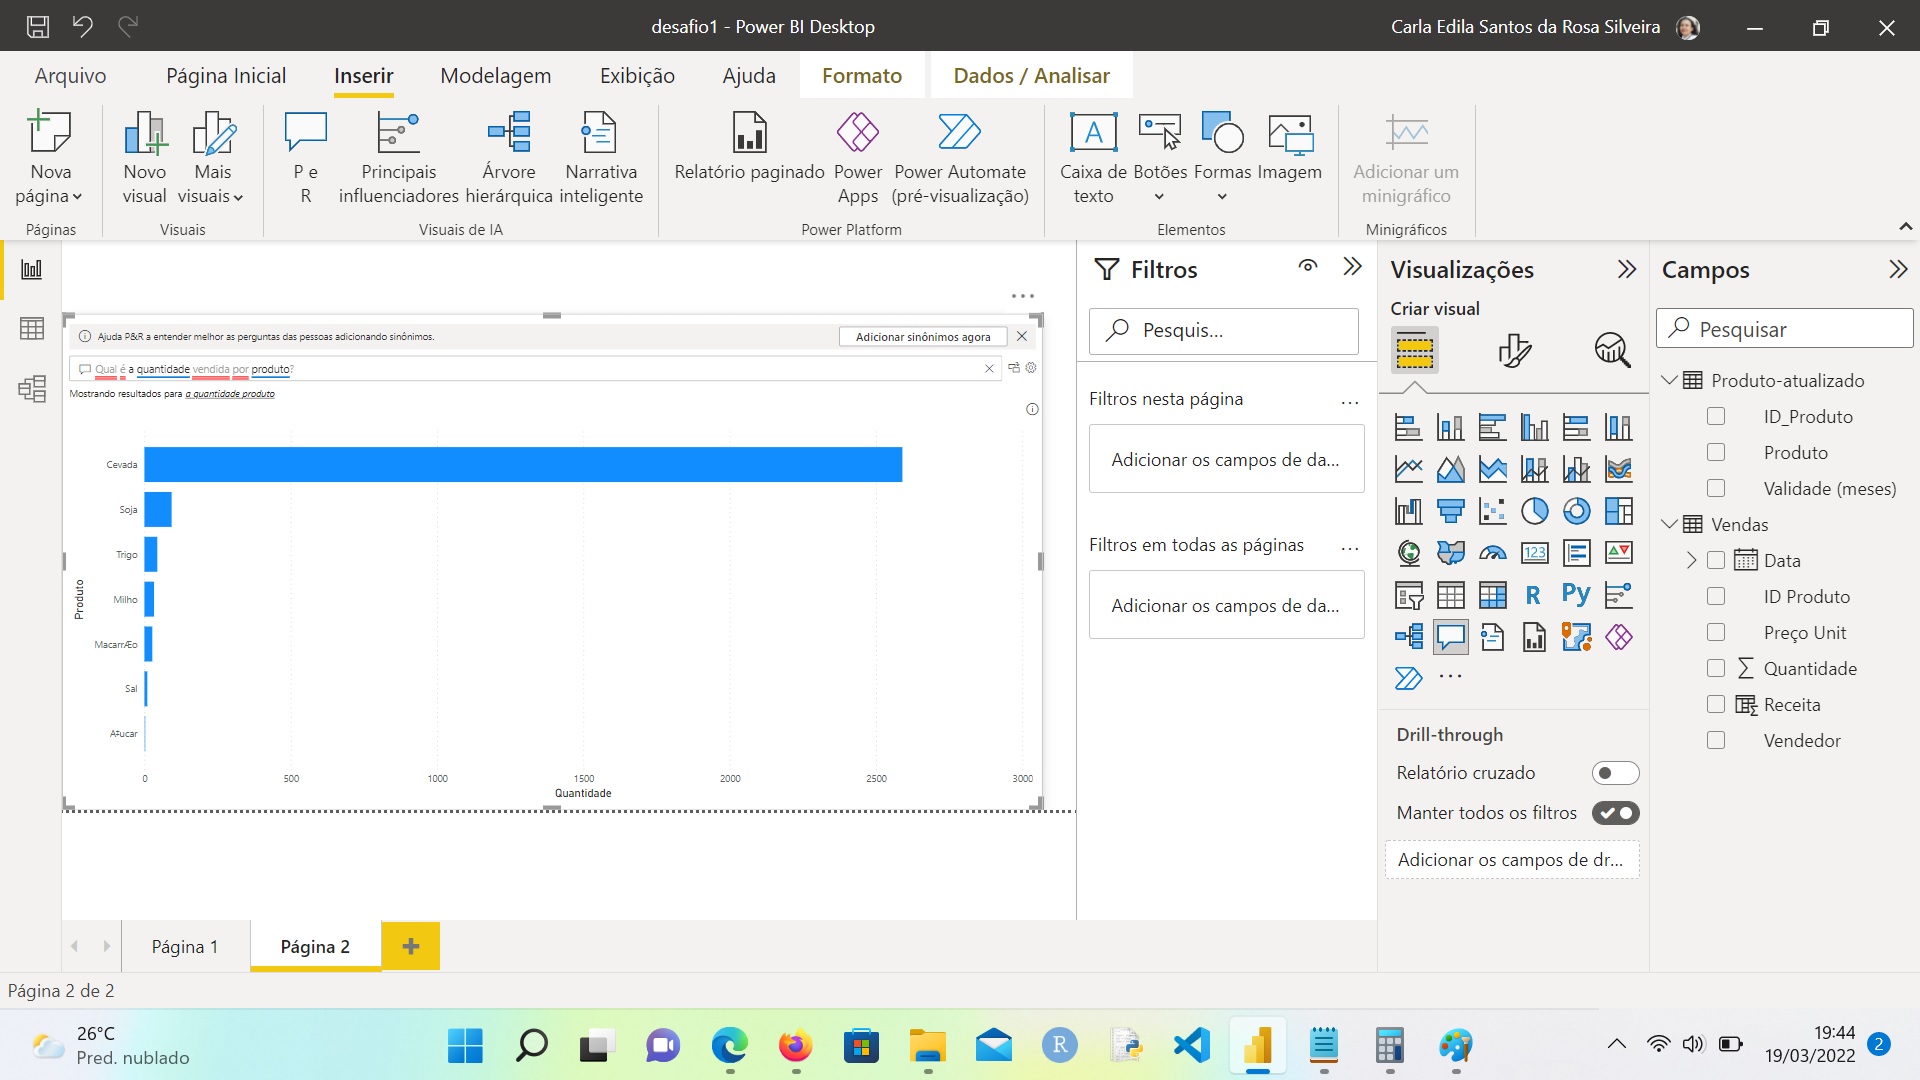 desafio1 - Power BI Desktop
Carla Edila Santos da Rosa Silveira
Arquivo
Página Inicial
Inserir
Modelagem
Exibição
Ajuda
Formato
Dados / Analisar
Nova página
Novo visual
Mais visuais
P e R
Principais influenciadores
Árvore hierárquica
Narrativa inteligente
Relatório paginado
Power Apps
Power Automate (pré-visualização)
Caixa de texto
Botões
Formas
Imagem
Adicionar um minigráfico
Páginas
Visuais
Visuais de IA
Power Platform
Elementos
Minigráficos
Ajuda P&R a entender melhor as perguntas das pessoas adicionando sinônimos.
Adicionar sinônimos agora
Qual é a quantidade vendida por produto?
Mostrando resultados para a quantidade produto
Produto
Cevada
Soja
Trigo
Milho
MacarrÆo
Sal
A‡ucar
0
500
1000
1500
2000
2500
3000
Quantidade
Filtros
Pesquis...
Filtros nesta página
...
Adicionar os campos de da...
Filtros em todas as páginas
...
Adicionar os campos de da...
Visualizações
Criar visual
123
R
Py
...
Drill-through
Relatório cruzado
Manter todos os filtros
Adicionar os campos de dr...
Campos
Pesquisar
Produto-atualizado
ID_Produto
Produto
Validade (meses)
Vendas
Data
ID Produto
Preço Unit
Quantidade
Receita
Vendedor
Página 1
Página 2
Página 2 de 2
26°C
Pred. nublado
R
19:44
19/03/2022
2